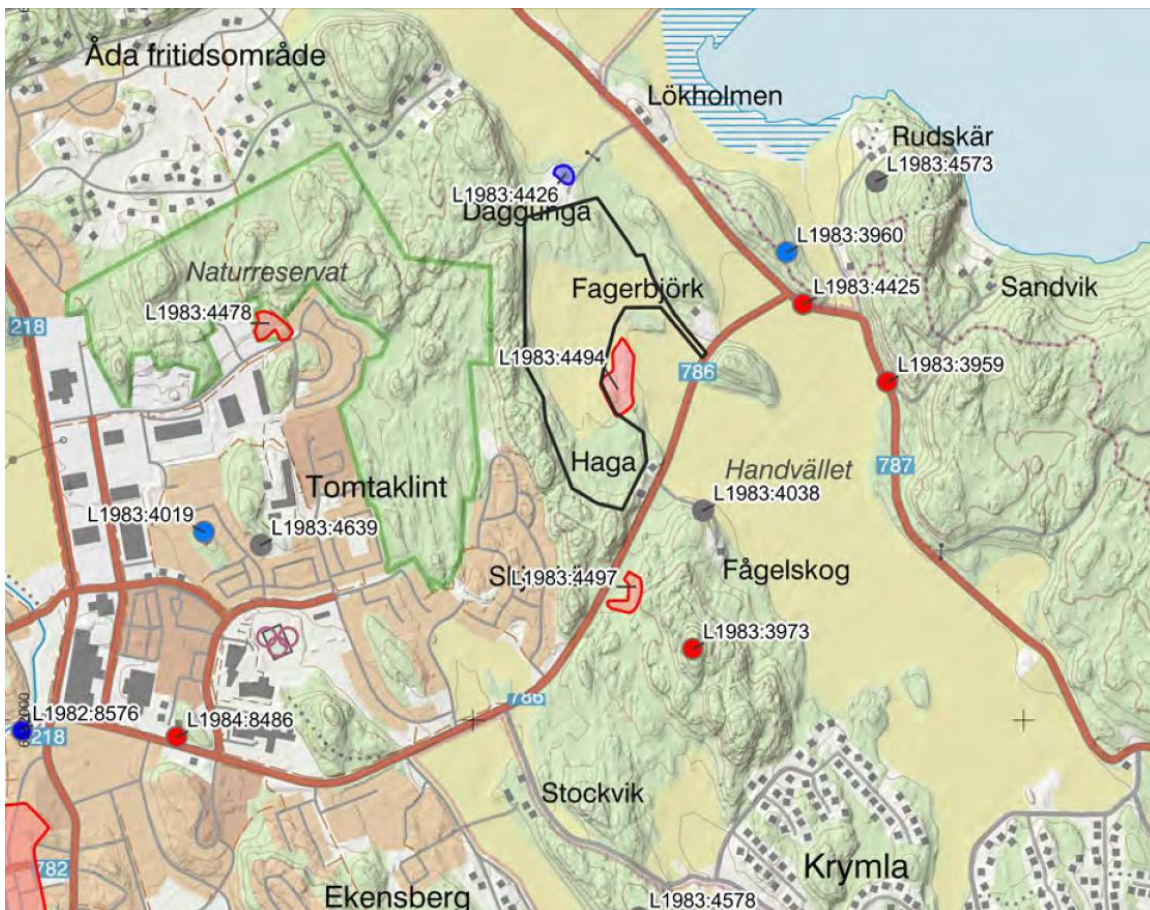 Åda fritidsområde
Lökholmen
Rudskär
L1983:4573
L1983:4426
Daggunga
L1983:3960
Naturreservat
Fagerbjörk
L1983:4425
Sandvik
218
L1983:4478
L1983:4494
786
L1983:3959
Haga
Handvället
787
Tomtaklint
L1983:4038
L1983:4019
L1983:4639
L1983:4497
Fågelskog
L1983:3973
786
L1982:8576
L1984:8486
218
Stockvik
782
Krymla
Ekensberg
L1983:4578